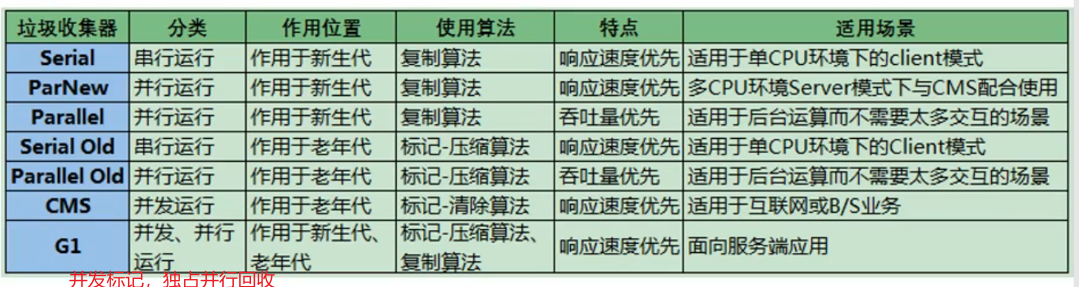 垃圾收集器 分类 作用位置 使用算法 特点 适用场景
Serial 串行运行 作用于新生代 复制算法 响应速度优先 适用于单CPU环境下的client模式
ParNew 并行运行 作用于新生代 复制算法 响应速度优先 多CPU环境Server模式下与CMS配合使用
Parallel 并行运行 作用于新生代 复制算法 吞吐量优先 适用于后台运算而不需要太多交互的场景
Serial Old 串行运行 作用于老年代 标记-压缩算法 响应速度优先 适用于单CPU环境下的Client模式
Parallel Old 并行运行 作用于老年代 标记-压缩算法 吞吐量优先 适用于后台运算而不需要太多交互的场景
CMS 并发运行 作用于老年代 标记-清除算法 响应速度优先 适用于互联网或B/S业务
G1 并发、并行 作用于新生代、 标记-压缩算法、 响应速度优先 面向服务端应用
运行 老年代 复制算法
并发标记，独占并行回收